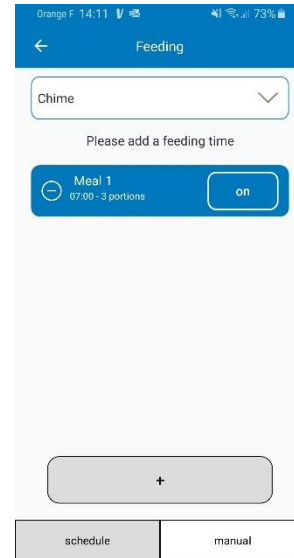 Orange F 14:11 73%
Feeding
Chime
Please add a feeding time
Meal 1
07:00 - 3 portions
on
+
schedule
manual